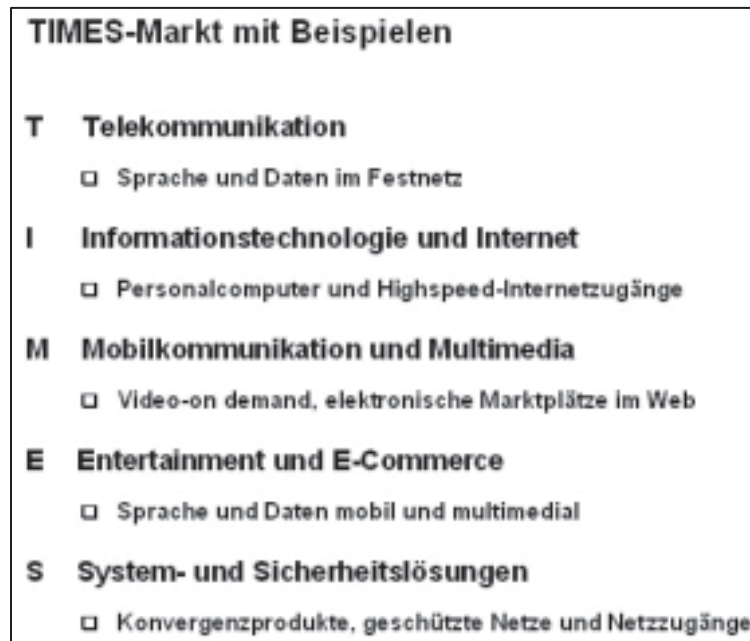 TIMES-Markt mit Beispielen
T Telekommunikation
Sprache und Daten im Festnetz
I Informationstechnologie und Internet
Personalcomputer und Highspeed-Internetzugänge
M Mobilkommunikation und Multimedia
Video-on demand, elektronische Marktplätze im Web
E Entertainment und E-Commerce
Sprache und Daten mobil und multimedial
S System- und Sicherheitslösungen
Konvergenzprodukte, geschützte Netze und Netzzugänge